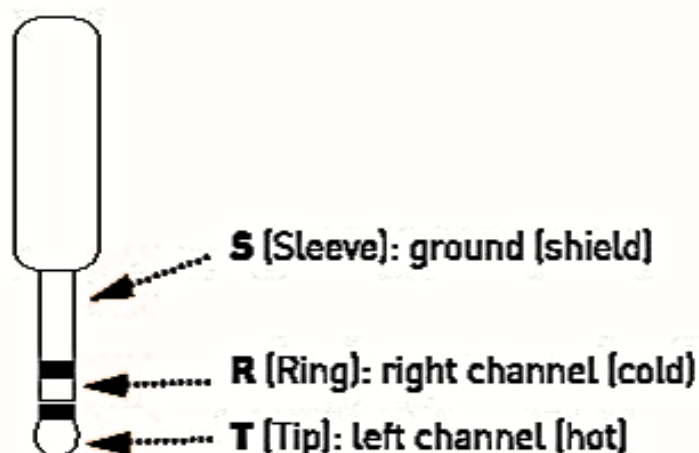 S (Sleeve): ground (shield)
R (Ring): right channel (cold)
T (Tip): left channel (hot)